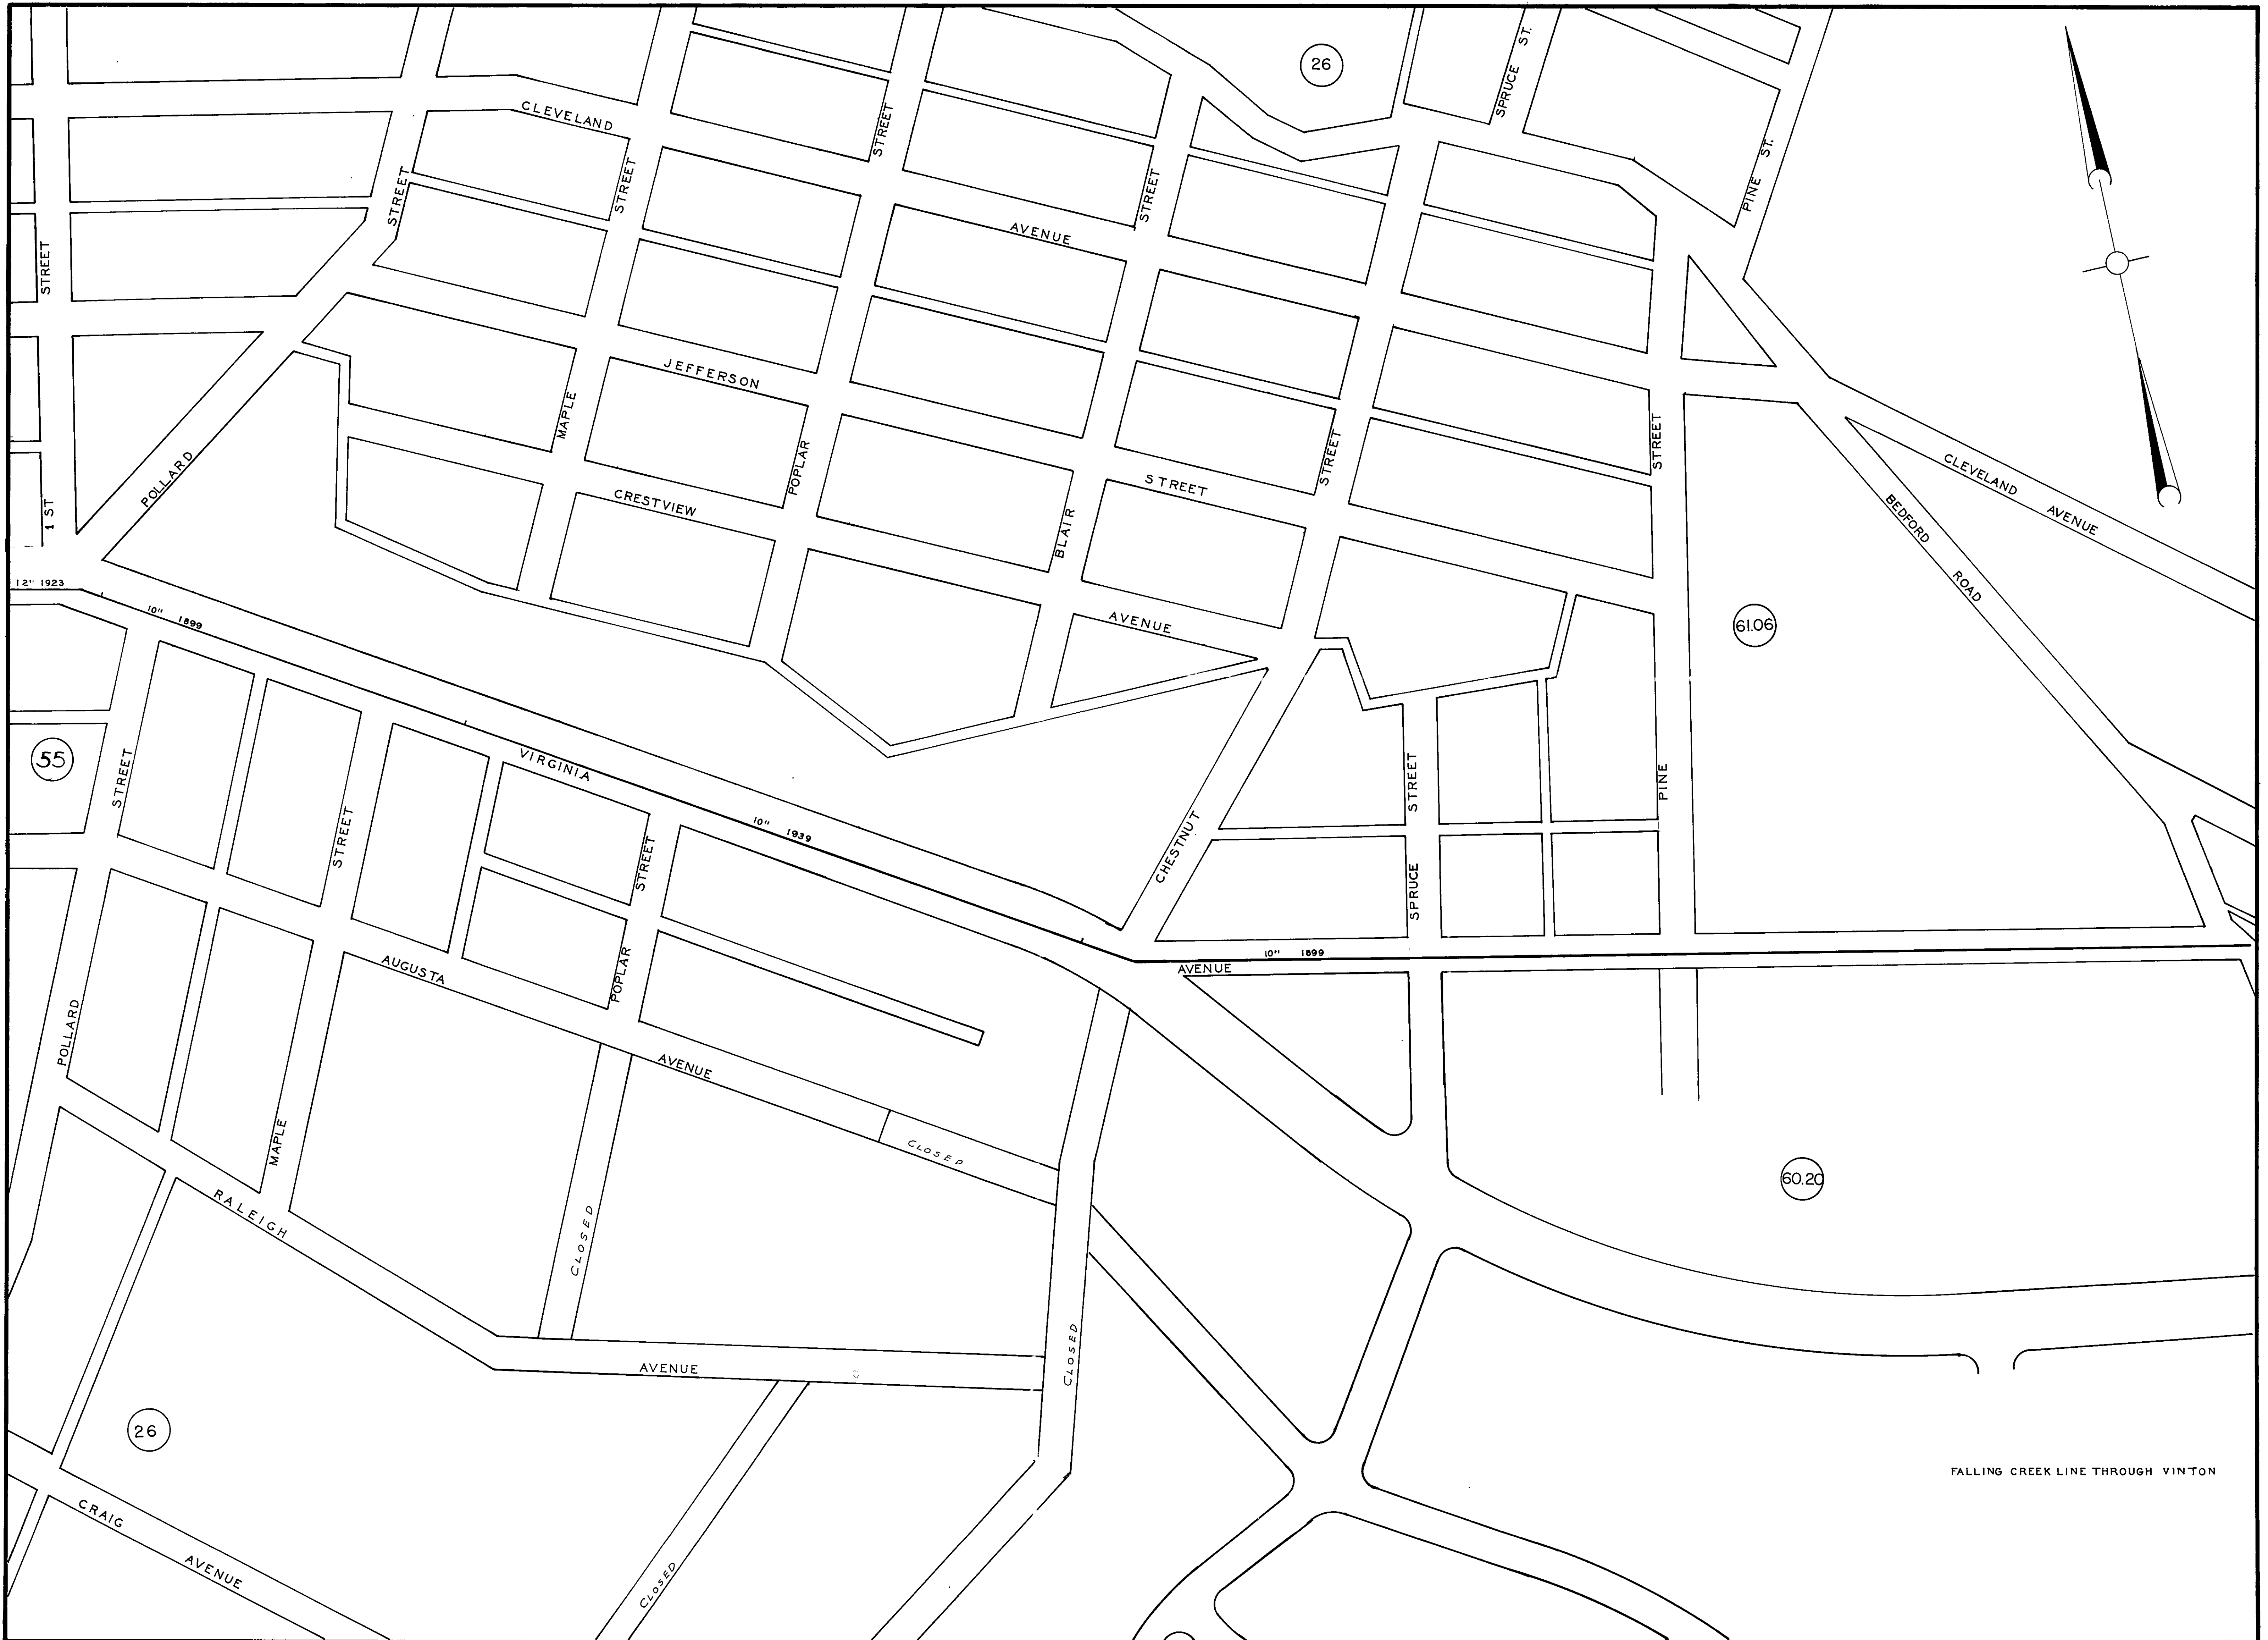 26
SPRUCE ST.
CLEVELAND
STREET
PINE ST.
STREET
STREET
STREET
STREET
AVENUE
STREET
JEFFERSON
MAPLE
POLLARD
POPLAR
CRESTVIEW
STREET
STREET
STREET
CLEVELAND
AVENUE
BEDFORD
ROAD
1 ST
BLAIR
12" 1923
10" 1899
AVENUE
61.06
55
STREET
VIRGINIA
STREET
STREET
10" 1939
CHESTNUT
STREET
PINE
SPRUCE
10" 1899
AVENUE
AUGUSTA
POPLAR
POLLARD
AVENUE
MAPLE
CLOSED
60.20
RALEIGH
CLOSED
AVENUE
CLOSED
26
FALLING CREEK LINE THROUGH VINTON
CRAIG
AVENUE
CLOSED